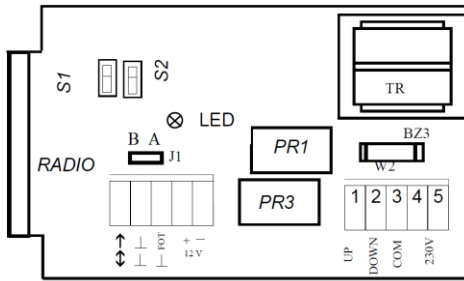 S1
S2
TR
LED
B A
J1
RADIO
PR1
BZ3
W2
PR3
1 2 3 4 5
FOT
+ −
12 V
UP
DOWN
COM
230V